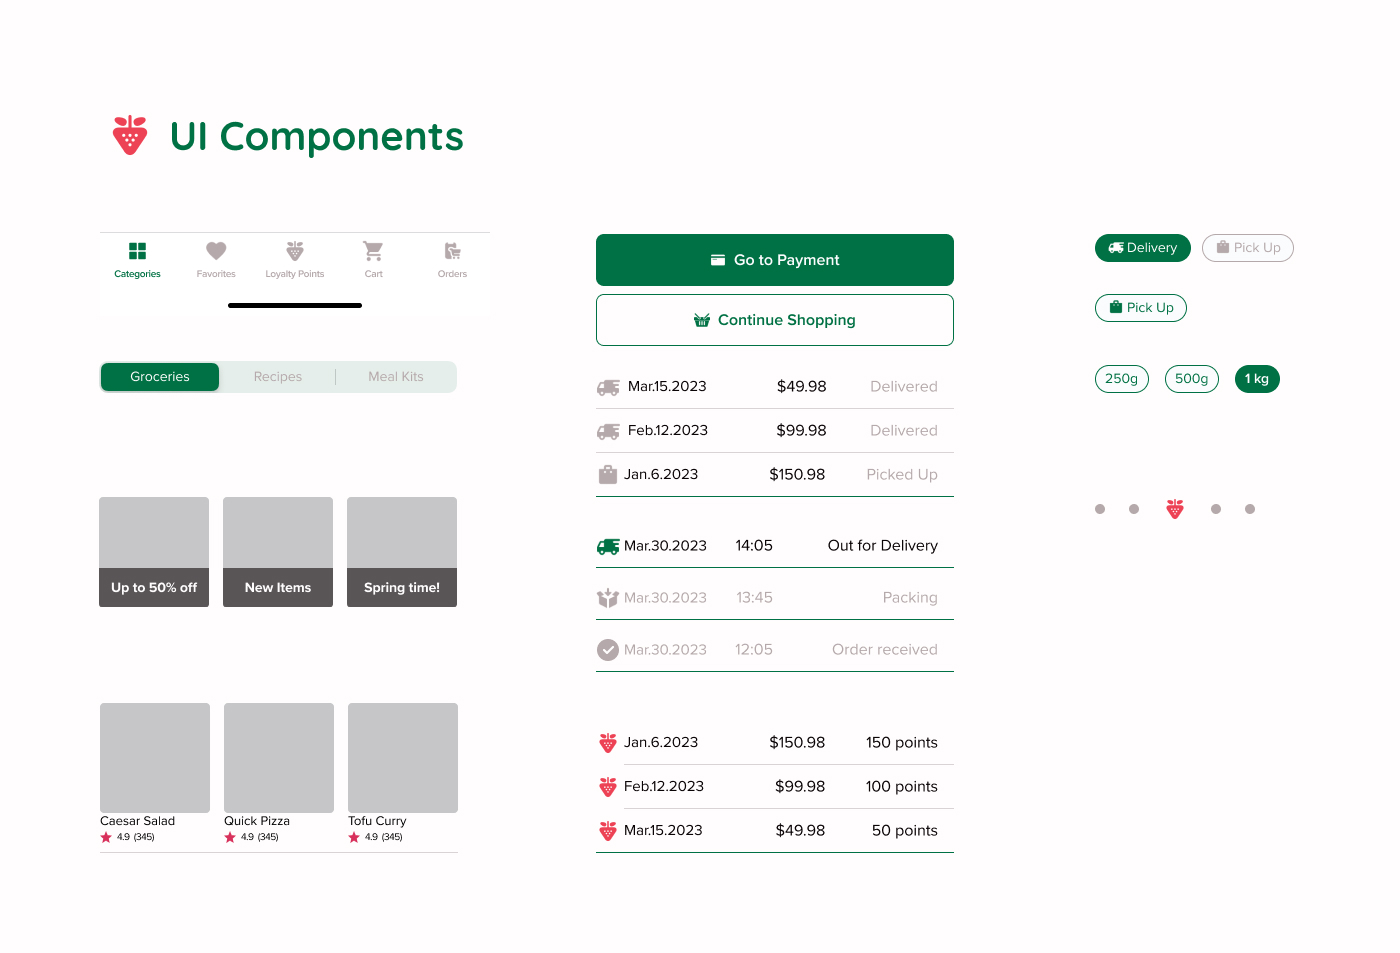 UI Components
Categories Favorites Loyalty Points Cart Orders
Groceries Recipes Meal Kits
Up to 50% off New Items Spring time!
Caesar Salad Quick Pizza Tofu Curry
4.9 (345) 4.9 (345) 4.9 (345)
Go to Payment
Continue Shopping
Mar.15.2023 $49.98 Delivered
Feb.12.2023 $99.98 Delivered
Jan.6.2023 $150.98 Picked Up
Mar.30.2023 14:05 Out for Delivery
Mar.30.2023 13:45 Packing
Mar.30.2023 12:05 Order received
Jan.6.2023 $150.98 150 points
Feb.12.2023 $99.98 100 points
Mar.15.2023 $49.98 50 points
Delivery Pick Up
Pick Up
250g 500g 1 kg